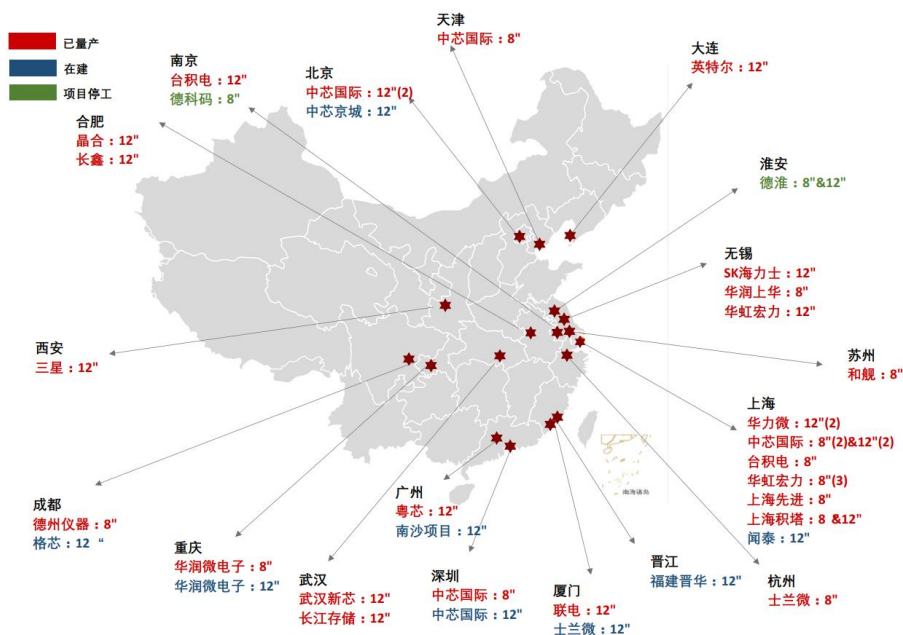 已量产
在建
项目停工
天津
中芯国际：8"
大连
英特尔：12"
南京
台积电：12"
德科码：8"
北京
中芯国际：12"(2)
中芯京城：12"
合肥
晶合：12"
长鑫：12"
淮安
德淮：8"&12"
无锡
SK海力士：12"
华润上华：8"
华虹宏力：12"
西安
三星：12"
苏州
和舰：8"
上海
华力微：12"(2)
中芯国际：8"(2)&12"(2)
台积电：8"
华虹宏力：8"(3)
上海先进：8"
上海积塔：8 &12"
闻泰：12"
南海诸岛
成都
德州仪器：8"
格芯：12 “
重庆
华润微电子：8"
华润微电子：12"
武汉
武汉新芯：12"
长江存储：12"
广州
粤芯：12"
南沙项目：12"
深圳
中芯国际：8"
中芯国际：12"
厦门
联电：12"
士兰微：12"
晋江
福建晋华：12"
杭州
士兰微：8"